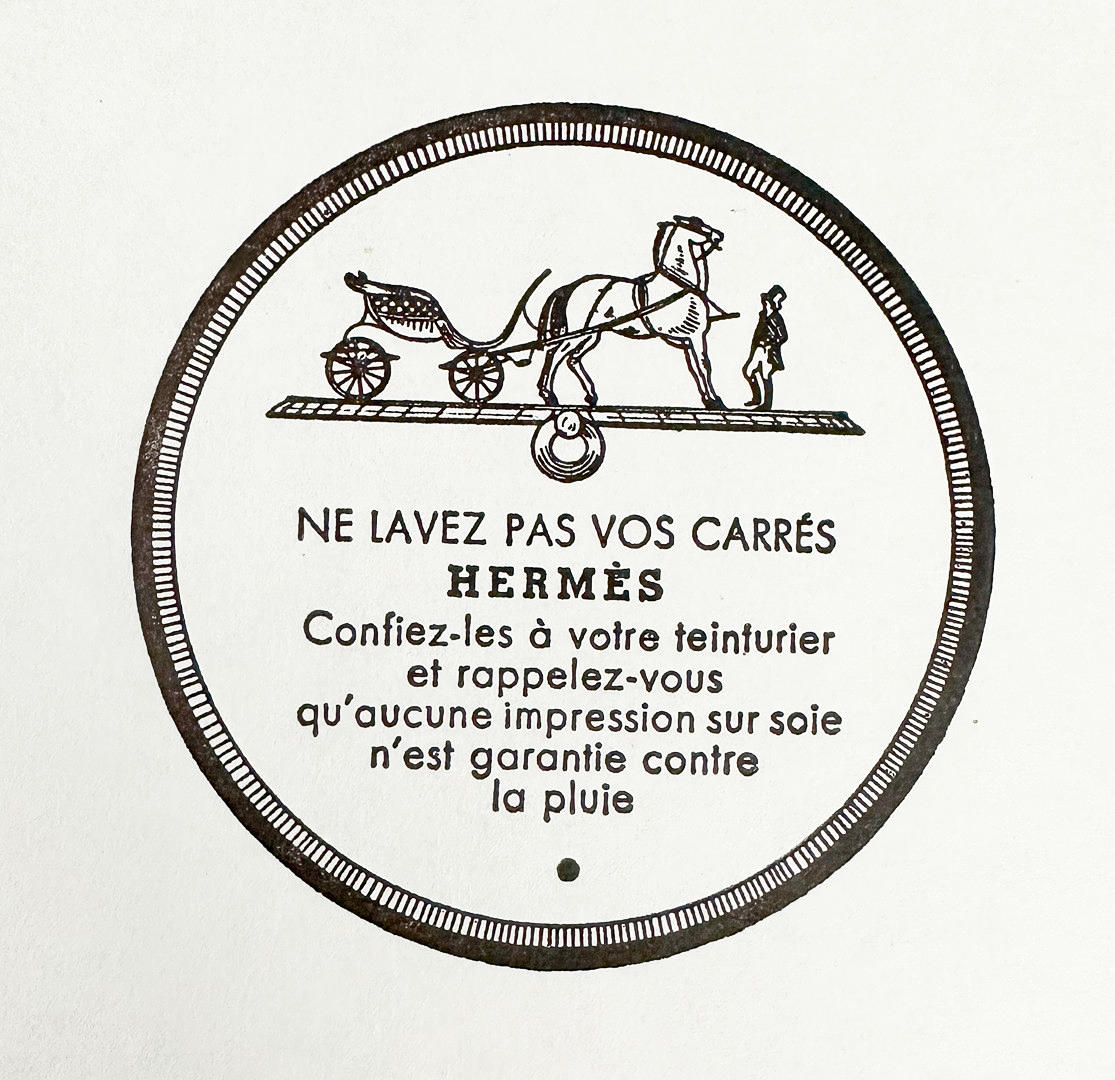 NE LAVEZ PAS VOS CARRÉS
HERMÈS
Confiez-les à votre teinturier
et rappelez-vous
qu'aucune impression sur soie
n'est garantie contre
la pluie